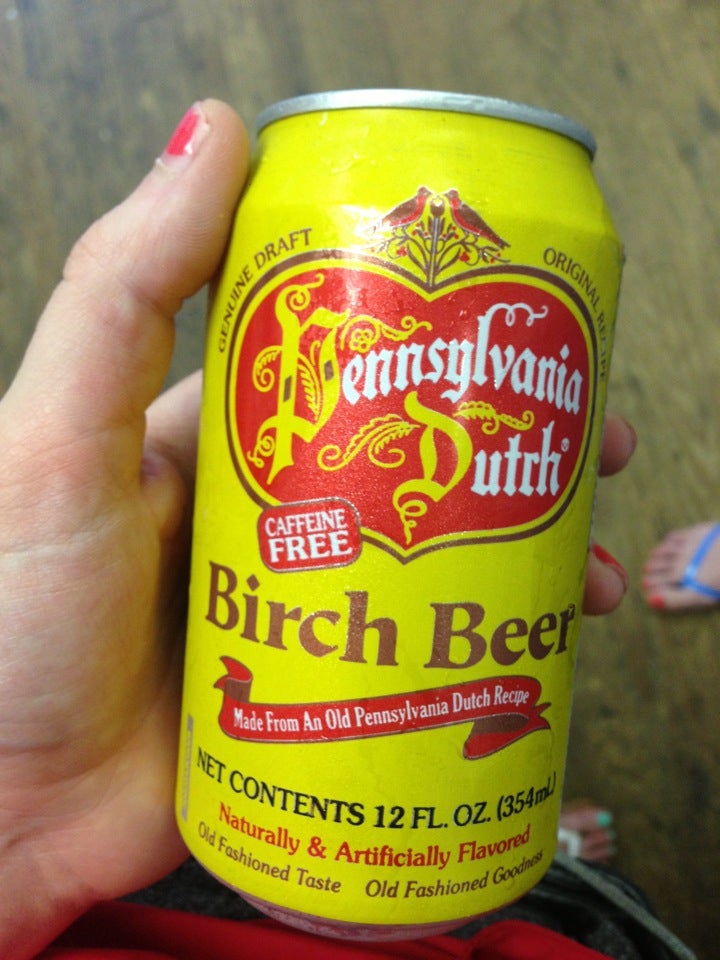 GENUINE DRAFT
ORIGINAL RECIPE
Pennsylvania
Dutch®
CAFFEINE
FREE
Birch Beer
Made From An Old Pennsylvania Dutch Recipe
NET CONTENTS 12 FL. OZ. (354mL)
Naturally & Artificially Flavored
Old Fashioned Taste Old Fashioned Goodness